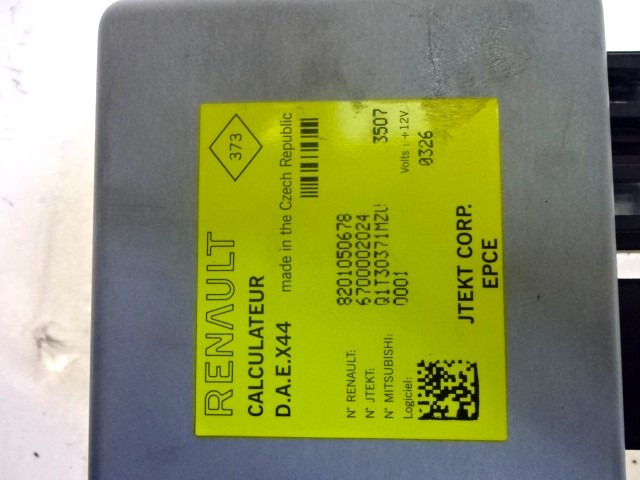 RENAULT
373
CALCULATEUR
D.A.E.X44
made in the Czech Republic
N° RENAULT: 8201050678
N° JTEKT: 6700002024
N° MITSUBISHI: Q1T30371MZU
Logiciel: 0001
3507
Volts : +12V
0326
JTEKT CORP.
EPCE